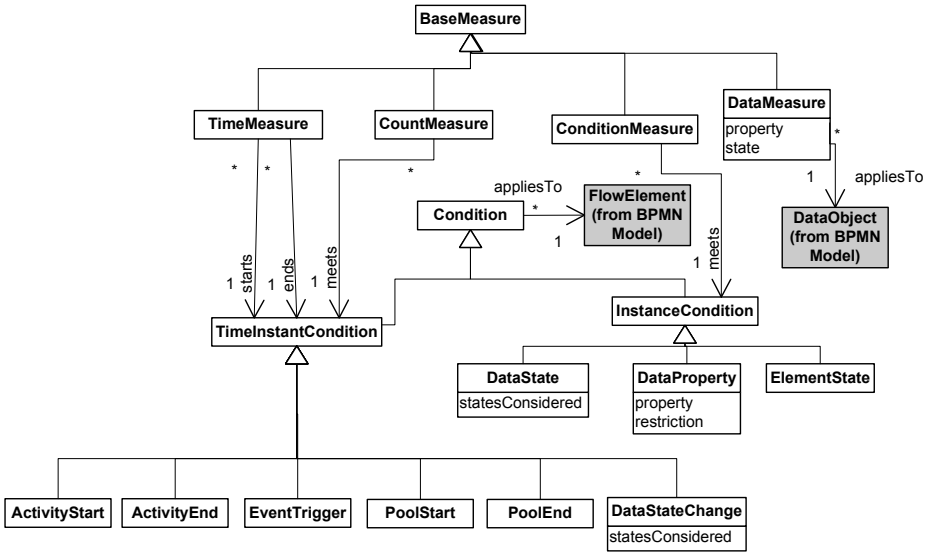 BaseMeasure
TimeMeasure
CountMeasure
ConditionMeasure
DataMeasure
property
state
*
*
*
*
*
1
appliesTo
appliesTo
*
1
Condition
FlowElement
(from BPMN
Model)
DataObject
(from BPMN
Model)
1
starts
1
ends
1
meets
1
meets
TimeInstantCondition
InstanceCondition
DataState
statesConsidered
DataProperty
property
restriction
ElementState
ActivityStart
ActivityEnd
EventTrigger
PoolStart
PoolEnd
DataStateChange
statesConsidered